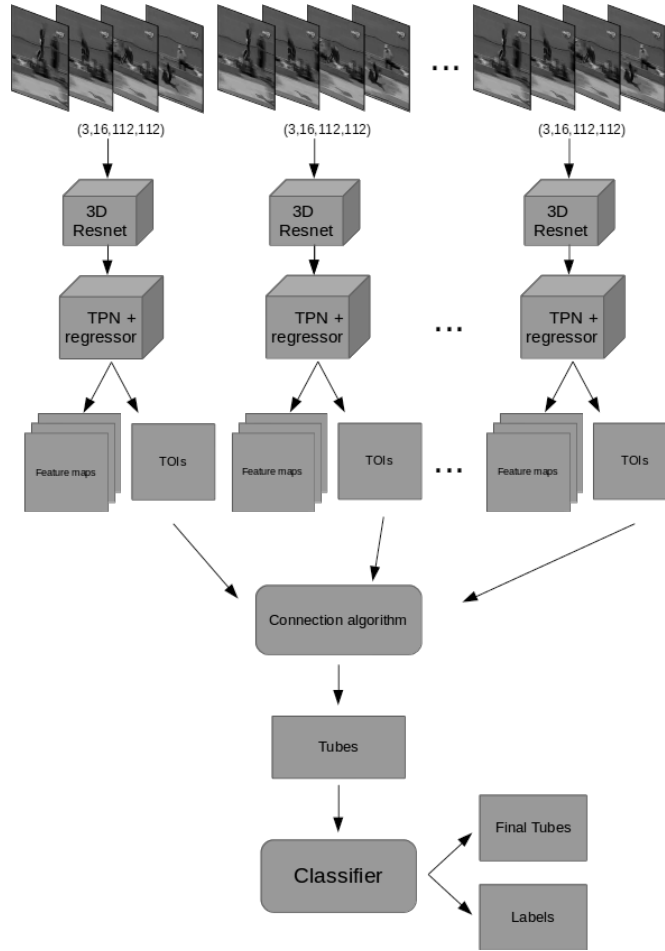 ...
(3,16,112,112)
(3,16,112,112)
(3,16,112,112)
3D
Resnet
3D
Resnet
3D
Resnet
TPN +
regressor
TPN +
regressor
...
TPN +
regressor
Feature maps
TOIs
Feature maps
TOIs
...
Feature maps
TOIs
Connection algorithm
Tubes
Classifier
Final Tubes
Labels